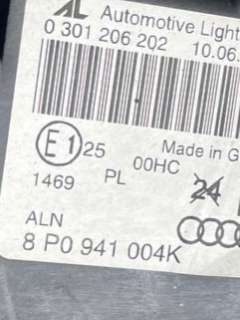 AL Automotive Light
0 301 206 202 10.06
Made in G
E1 25 00HC
1469 PL 24
ALN
8 P0 941 004K